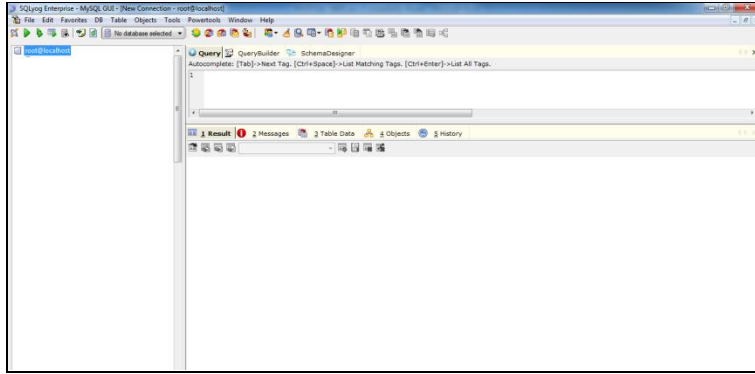 SQLyog Enterprise - MySQL GUI - [New Connection - root@localhost]
File Edit Favorites DB Table Objects Tools Powertools Window Help
No database selected
root@localhost
Query QueryBuilder SchemaDesigner
Autocomplete: [Tab]->Next Tag. [Ctrl+Space]->List Matching Tags. [Ctrl+Enter]->List All Tags.
1
1 Result 2 Messages 3 Table Data 4 Objects 5 History